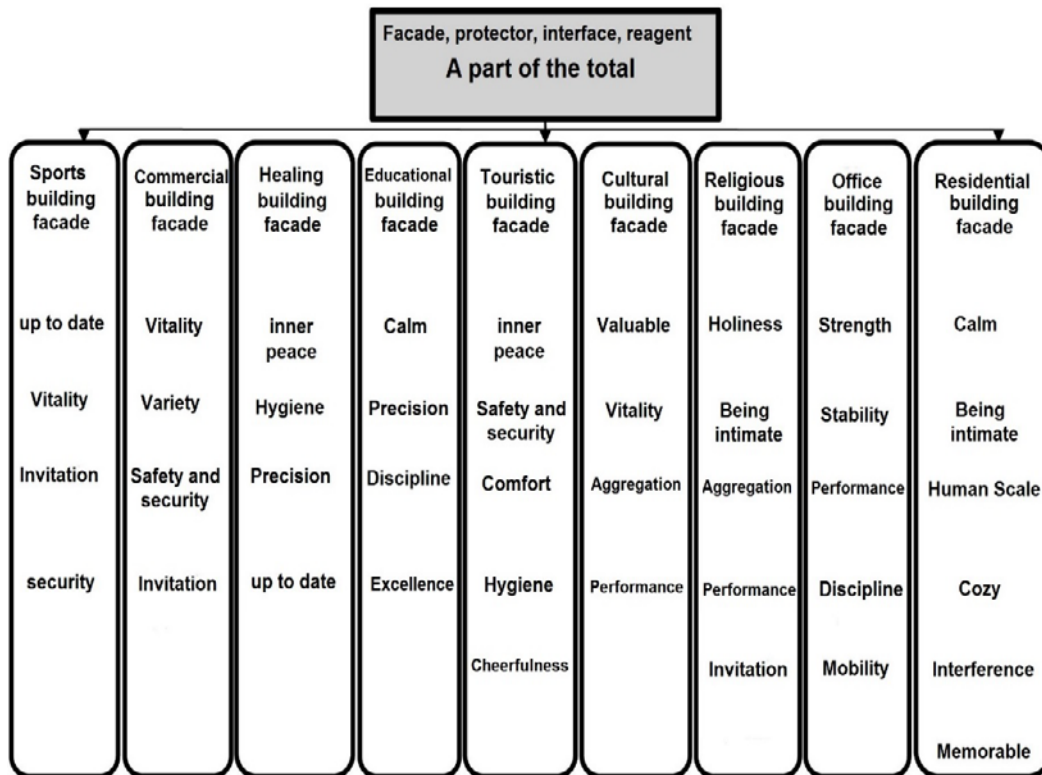 Facade, protector, interface, reagent
A part of the total
Sports
building
facade
up to date
Vitality
Invitation
security
Commercial
building
facade
Vitality
Variety
Safety and
security
Invitation
Healing
building
facade
inner
peace
Hygiene
Precision
up to date
Educational
building
facade
Calm
Precision
Discipline
Excellence
Touristic
building
facade
inner
peace
Safety and
security
Comfort
Hygiene
Cheerfulness
Cultural
building
facade
Valuable
Vitality
Aggregation
Performance
Religious
building
facade
Holiness
Being
intimate
Aggregation
Performance
Invitation
Office
building
facade
Strength
Stability
Performance
Discipline
Mobility
Residential
building
facade
Calm
Being
intimate
Human Scale
Cozy
Interference
Memorable